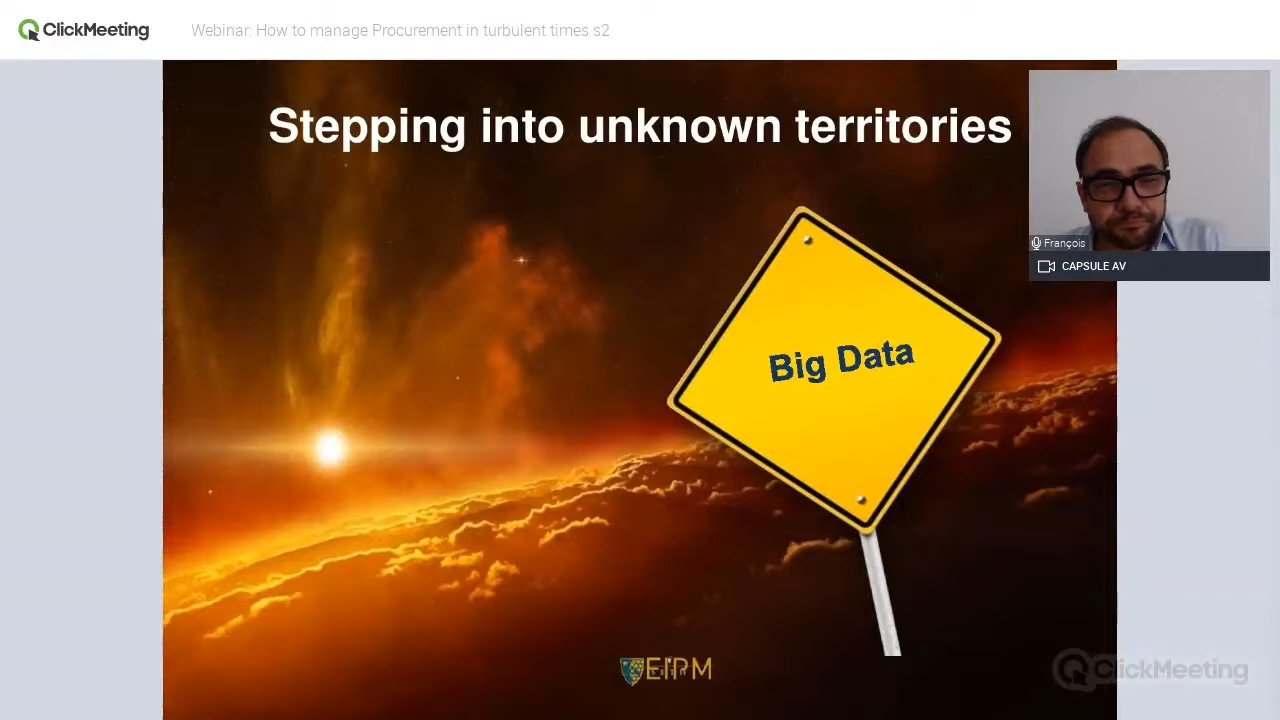 ClickMeeting
Webinar: How to manage Procurement in turbulent times s2
Stepping into unknown territories
Big Data
François
CAPSULE AV
EIPM
ClickMeeting